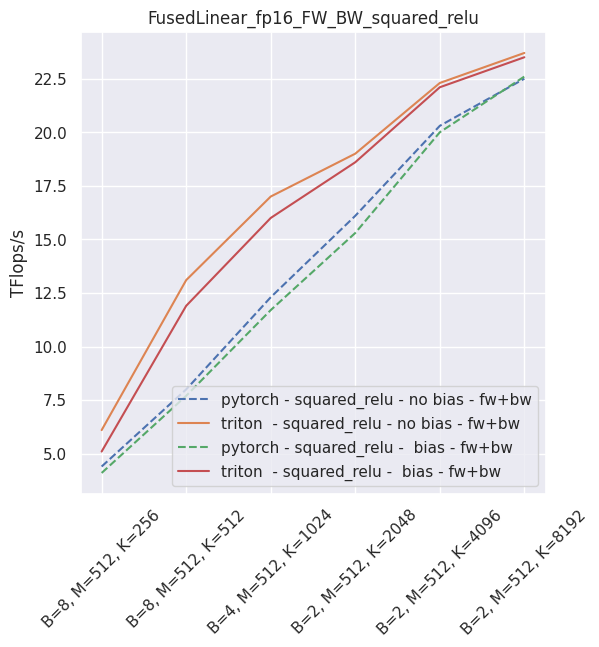 FusedLinear_fp16_FW_BW_squared_relu
TFlops/s
22.5
20.0
17.5
15.0
12.5
10.0
7.5
5.0
pytorch - squared_relu - no bias - fw+bw
triton - squared_relu - no bias - fw+bw
pytorch - squared_relu - bias - fw+bw
triton - squared_relu - bias - fw+bw
B=8, M=512, K=256
B=8, M=512, K=512
B=4, M=512, K=1024
B=2, M=512, K=2048
B=2, M=512, K=4096
B=2, M=512, K=8192